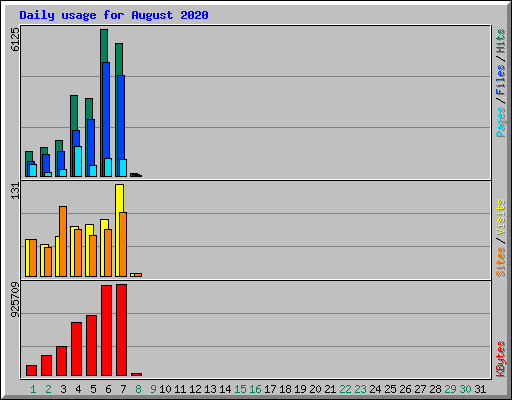 Daily usage for August 2020
6125
Pages / Files / Hits
131
Sites / Visits
925709
KBytes
1 2 3 4 5 6 7 8 9 10 11 12 13 14 15 16 17 18 19 20 21 22 23 24 25 26 27 28 29 30 31